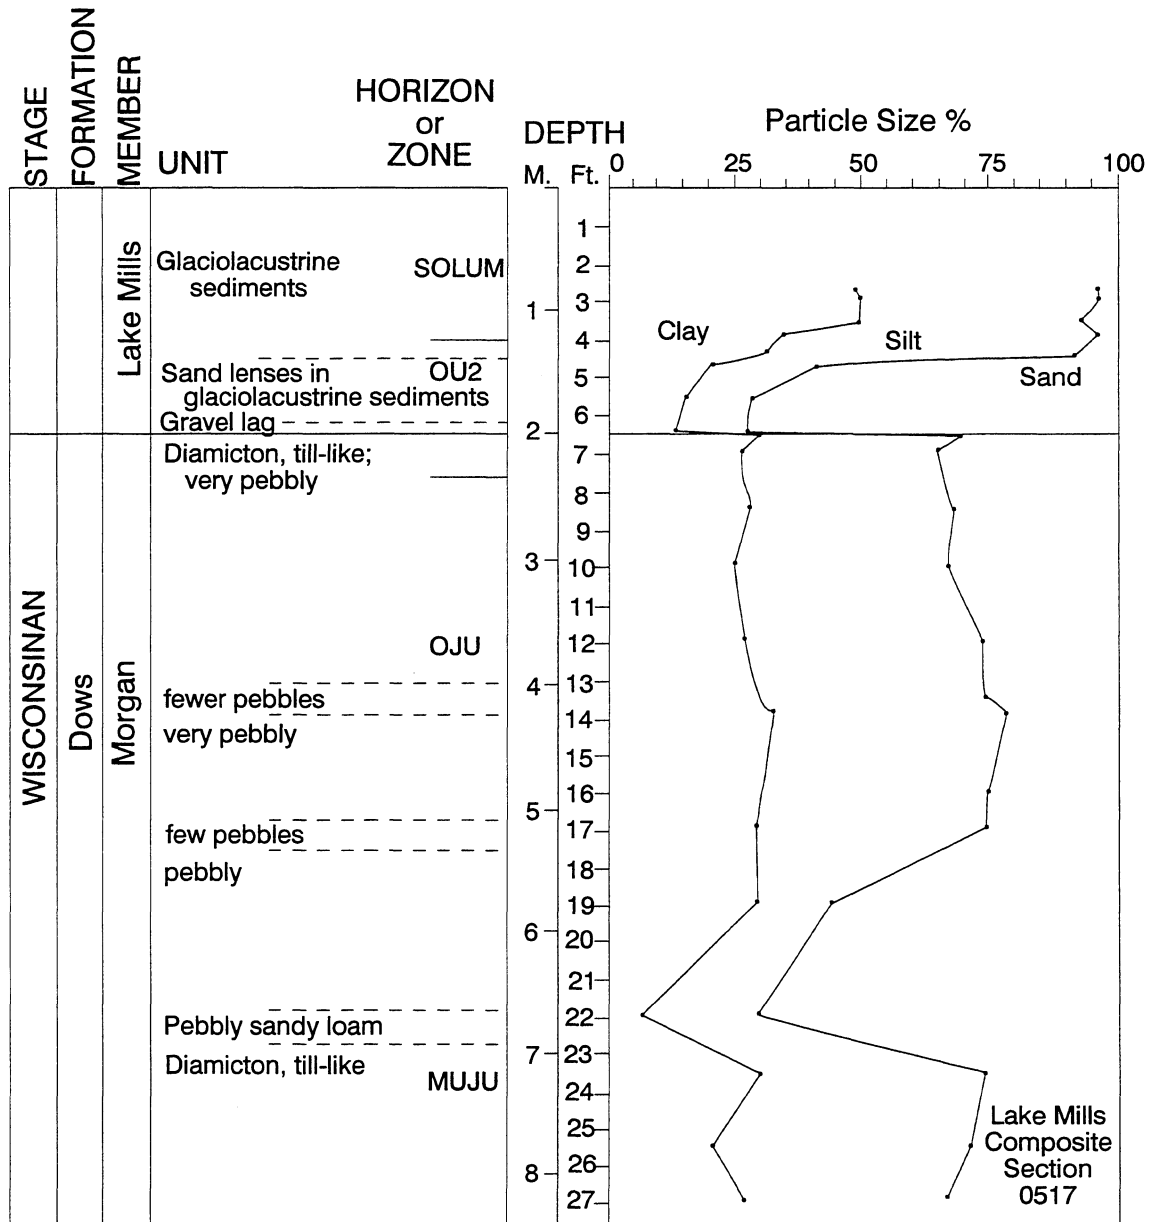 STAGE
FORMATION
MEMBER
UNIT
HORIZON
or
ZONE
DEPTH
M. Ft.
Particle Size %
0 25 50 75 100
WISCONSINAN
Dows
Lake Mills
Morgan
Glaciolacustrine
sediments
SOLUM
Sand lenses in
OU2
glaciolacustrine sediments
Gravel lag
Diamicton, till-like;
very pebbly
OJU
fewer pebbles
very pebbly
few pebbles
pebbly
Pebbly sandy loam
Diamicton, till-like
MUJU
1
2
3
4
5
6
7
8
1
2
3
4
5
6
7
8
9
10
11
12
13
14
15
16
17
18
19
20
21
22
23
24
25
26
27
Clay
Silt
Sand
Lake Mills
Composite
Section
0517